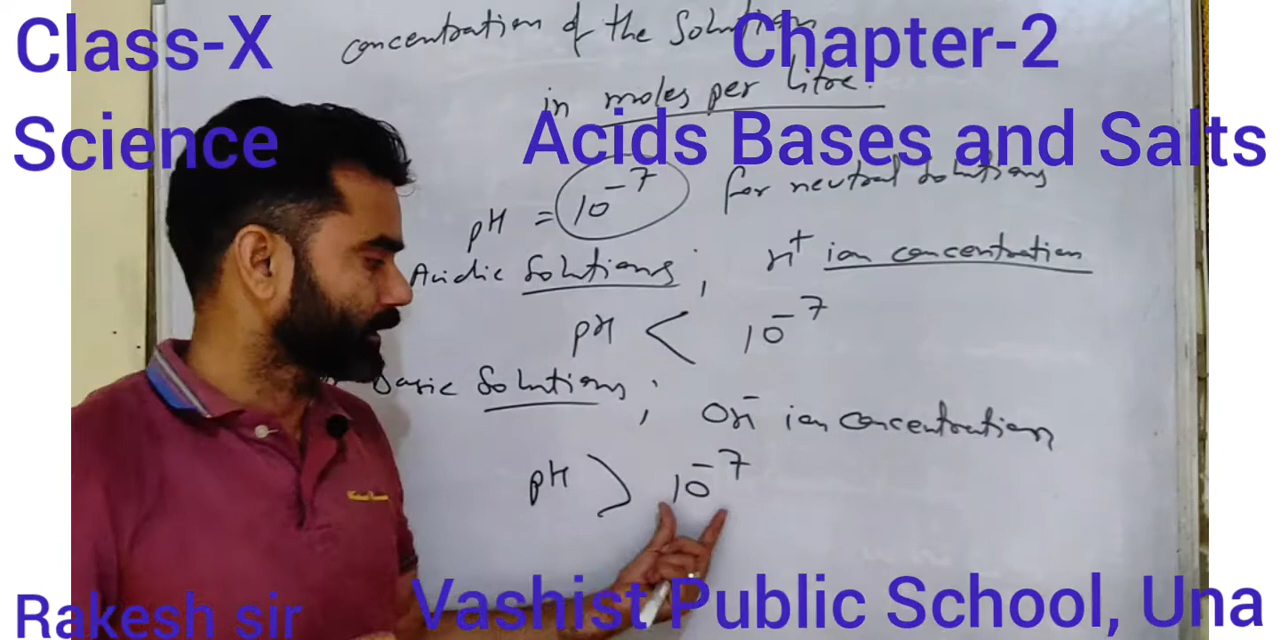 Class-X
Science
Chapter-2
Acids Bases and Salts
concentration of the Solution
in moles per litre.
pH = 10⁻⁷ for neutral solutions
Acidic Solutions ; H⁺ ion concentration
pH < 10⁻⁷
basic Solutions ; OH⁻ ion concentration
pH > 10⁻⁷
Rakesh sir
Vashist Public School, Una